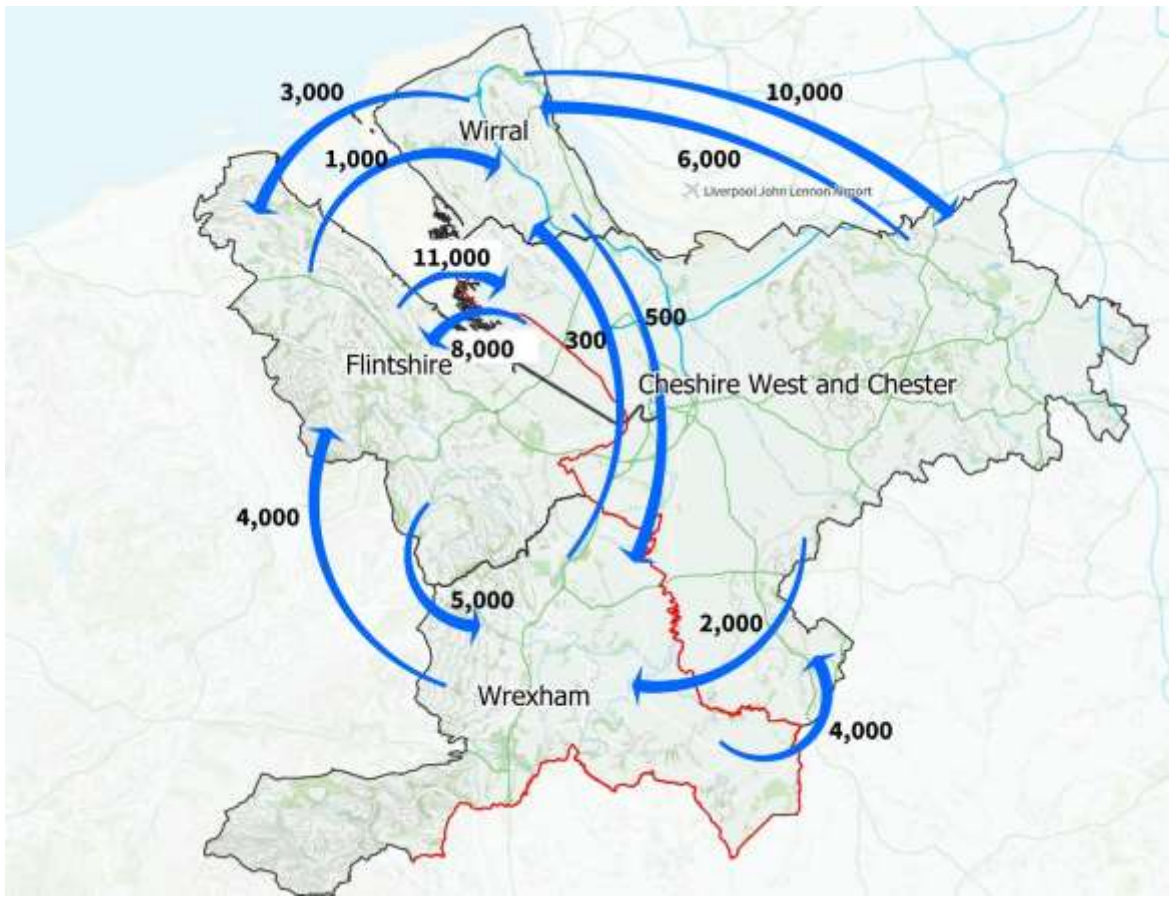 3,000
10,000
Wirral
1,000
6,000
Liverpool John Lennon Airport
11,000
500
300
8,000
Flintshire
Cheshire West and Chester
4,000
5,000
2,000
Wrexham
4,000